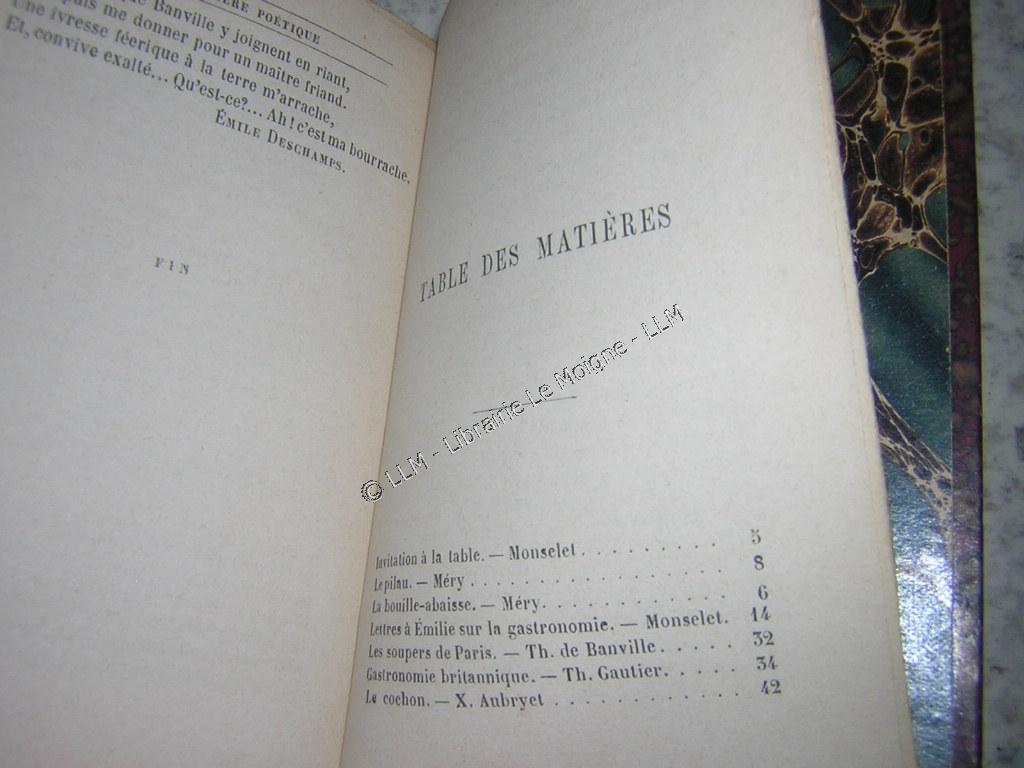 POÉTIQUE
Banville y joignent en riant,
me donner pour un maître friand.
Une ivresse féerique à la terre m'arrache,
Et, convive exalté... Qu'est-ce?... Ah! c'est ma bourrache.
ÉMILE DESCHAMPS.
FIN
TABLE DES MATIÈRES
© LLM - Librairie Le Moigne - LLM
Invitation à la table. — Monselet . . . . . . . . . 5
Le pilau. — Méry . . . . . . . . . . . . . . . . . 8
La bouille-abaisse. — Méry. . . . . . . . . . . . 6
Lettres à Émilie sur la gastronomie. — Monselet. 14
Les soupers de Paris. — Th. de Banville . . . . . 32
Gastronomie britannique. — Th. Gautier. . . . . . 34
Le cochon. — X. Aubryet . . . . . . . . . . . . . 42